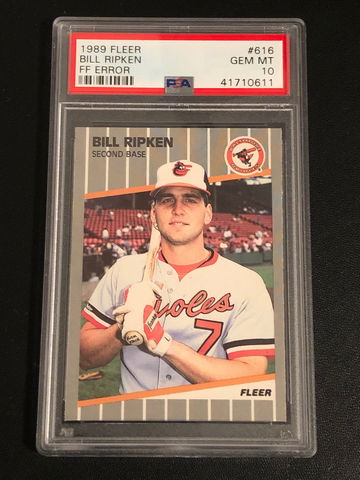 1989 FLEER #616
BILL RIPKEN GEM MT
FF ERROR PSA 10
41710611
BILL RIPKEN
SECOND BASE
Orioles
7
FLEER